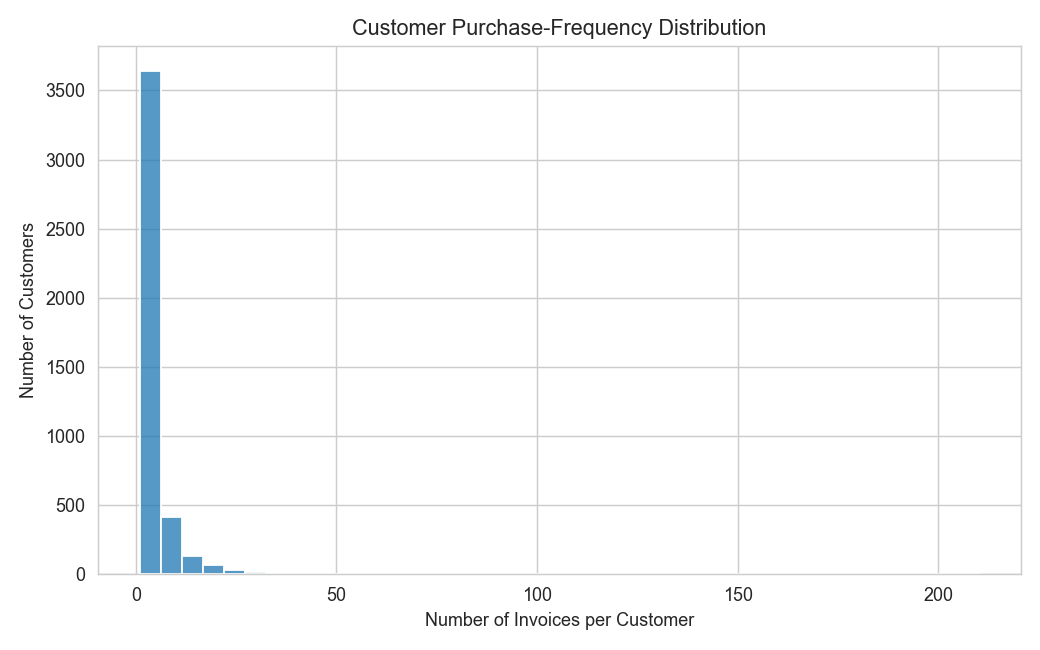 Customer Purchase-Frequency Distribution
Number of Customers
3500
3000
2500
2000
1500
1000
500
0
0 50 100 150 200
Number of Invoices per Customer